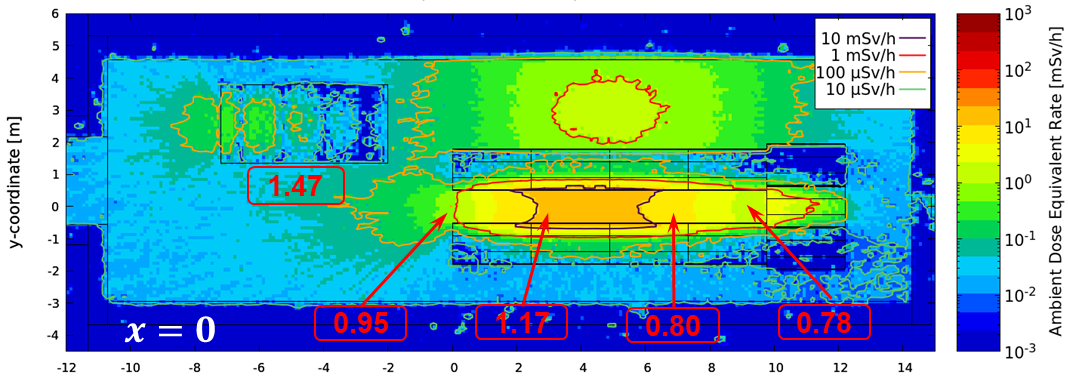 6
5
4
3
2
1
0
-1
-2
-3
-4
y-coordinate [m]
10 mSv/h
1 mSv/h
100 μSv/h
10 μSv/h
1.47
0.95
1.17
0.80
0.78
x = 0
-12 -10 -8 -6 -4 -2 0 2 4 6 8 10 12 14
10³
10²
10¹
10⁰
10⁻¹
10⁻²
10⁻³
Ambient Dose Equivalent Rate [mSv/h]